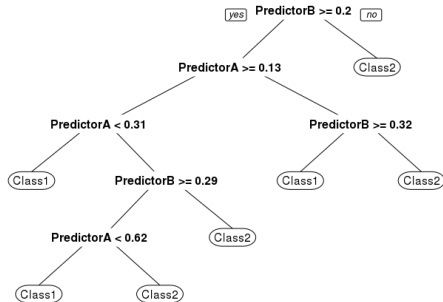 yes PredictorB >= 0.2 no
PredictorA >= 0.13 Class2
PredictorA < 0.31 PredictorB >= 0.32
Class1 PredictorB >= 0.29 Class1 Class2
PredictorA < 0.62 Class2
Class1 Class2